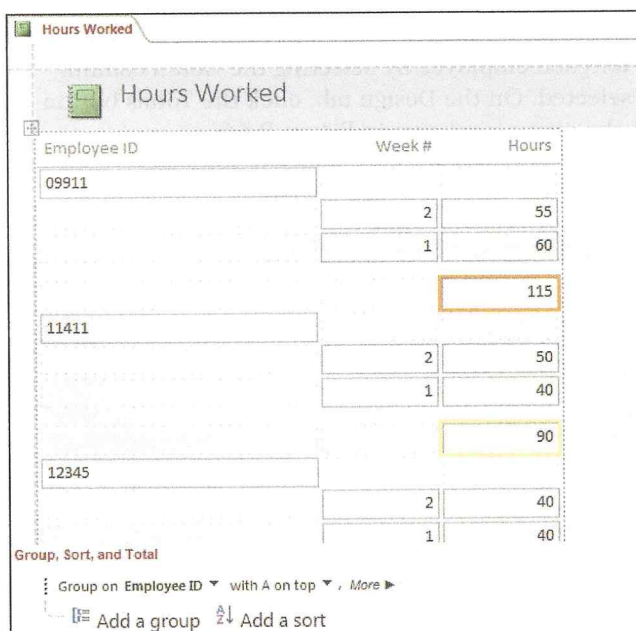 Hours Worked
Hours Worked
Employee ID Week # Hours
09911
2 55
1 60
115
11411
2 50
1 40
90
12345
2 40
1 40
Group, Sort, and Total
Group on Employee ID with A on top , More
Add a group Add a sort